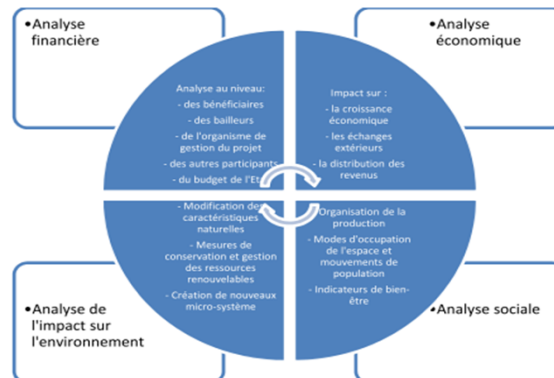 •Analyse
financière
Analyse au niveau:
- des bénéficiaires
- des bailleurs
- de l'organisme de
gestion du projet
- des autres participants
- du budget de l'Etat
•Analyse
économique
Impact sur :
- la croissance
économique
- les échanges
extérieurs
- la distribution des
revenus
- Modification des
caractéristiques
naturelles
- Mesures de
conservation et gestion
des ressources
renouvelables
- Création de nouveaux
micro-système
•Analyse de
l'impact sur
l'environnement
Organisation de la
production
- Modes d'occupation
de l'espace et
mouvements de
population
- Indicateurs de bien-
être
•Analyse sociale